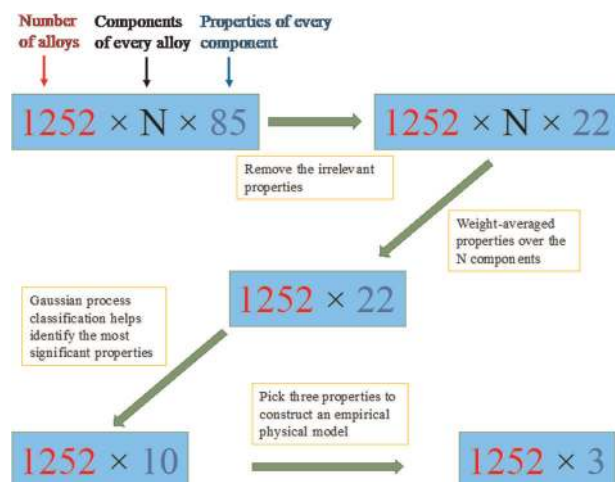 Number
of alloys
Components
of every alloy
Properties of every
component
1252 × N × 85
1252 × N × 22
Remove the irrelevant
properties
Weight-averaged
properties over the
N components
1252 × 22
Gaussian process
classification helps
identify the most
significant properties
Pick three properties to
construct an empirical
physical model
1252 × 10
1252 × 3